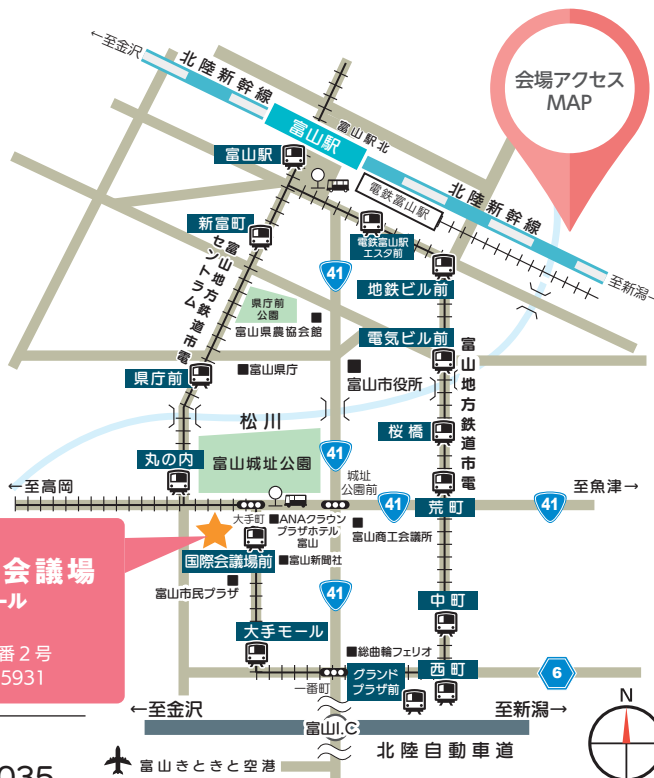 ←至金沢
北陸新幹線
会場アクセス
MAP
富山駅
富山駅北
富山駅
電鉄富山駅
北陸新幹線
新富町
電鉄富山駅
エスタ前
41
地鉄ビル前
至新潟→
富山地方鉄道市電
セントラム
県庁前
公園
富山県農協会館
電気ビル前
富山地方鉄道市電
県庁前
■富山県庁
富山市役所
松川
桜橋
丸の内
富山城址公園
41
城址
公園前
←至高岡
至魚津→
41
荒町
41
大手町
■ANAクラウン
プラザホテル
富山
富山商工会議所
会議場
ール
国際会議場前
■富山新聞社
富山市民プラザ
41
番2号
5931
中町
大手モール
■総曲輪フェリオ
グランド
プラザ前
西町
6
一番町
←至金沢
至新潟→
富山I.C
北陸自動車道
N
富山きときと空港
035